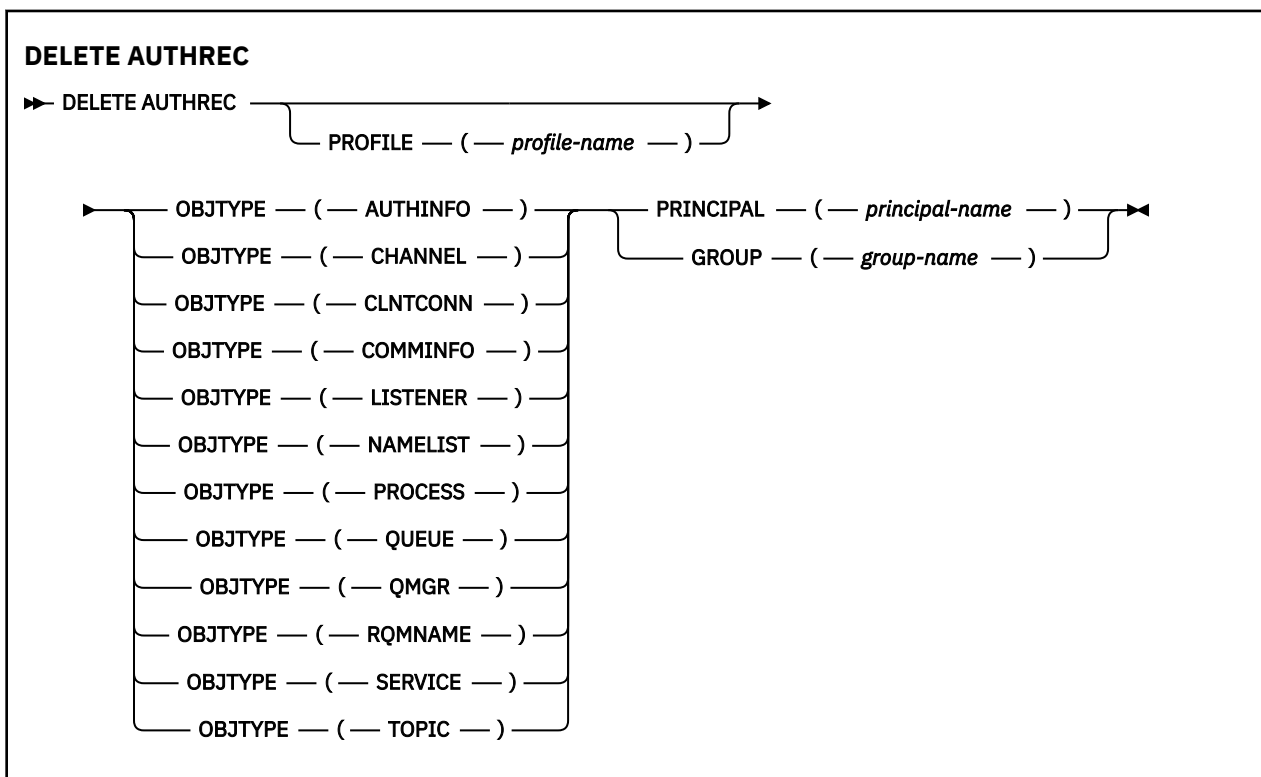 DELETE AUTHREC
DELETE AUTHREC
PROFILE ( profile-name )
OBJTYPE ( AUTHINFO ) PRINCIPAL ( principal-name )
OBJTYPE ( CHANNEL ) GROUP ( group-name )
OBJTYPE ( CLNTCONN )
OBJTYPE ( COMMINFO )
OBJTYPE ( LISTENER )
OBJTYPE ( NAMELIST )
OBJTYPE ( PROCESS )
OBJTYPE ( QUEUE )
OBJTYPE ( QMGR )
OBJTYPE ( RQMNAME )
OBJTYPE ( SERVICE )
OBJTYPE ( TOPIC )